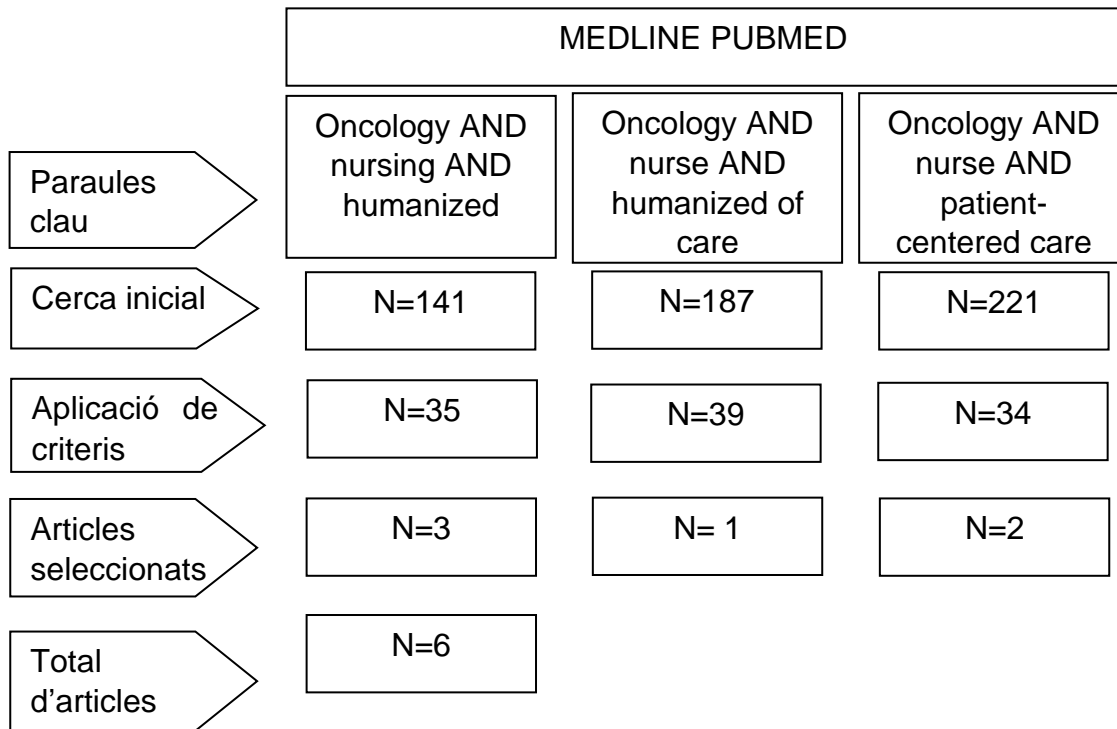 MEDLINE PUBMED
Paraules
clau
Oncology AND
nursing AND
humanized
Oncology AND
nurse AND
humanized of
care
Oncology AND
nurse AND
patient-
centered care
Cerca inicial
N=141
N=187
N=221
Aplicació de
criteris
N=35
N=39
N=34
Articles
seleccionats
N=3
N= 1
N=2
Total
d’articles
N=6